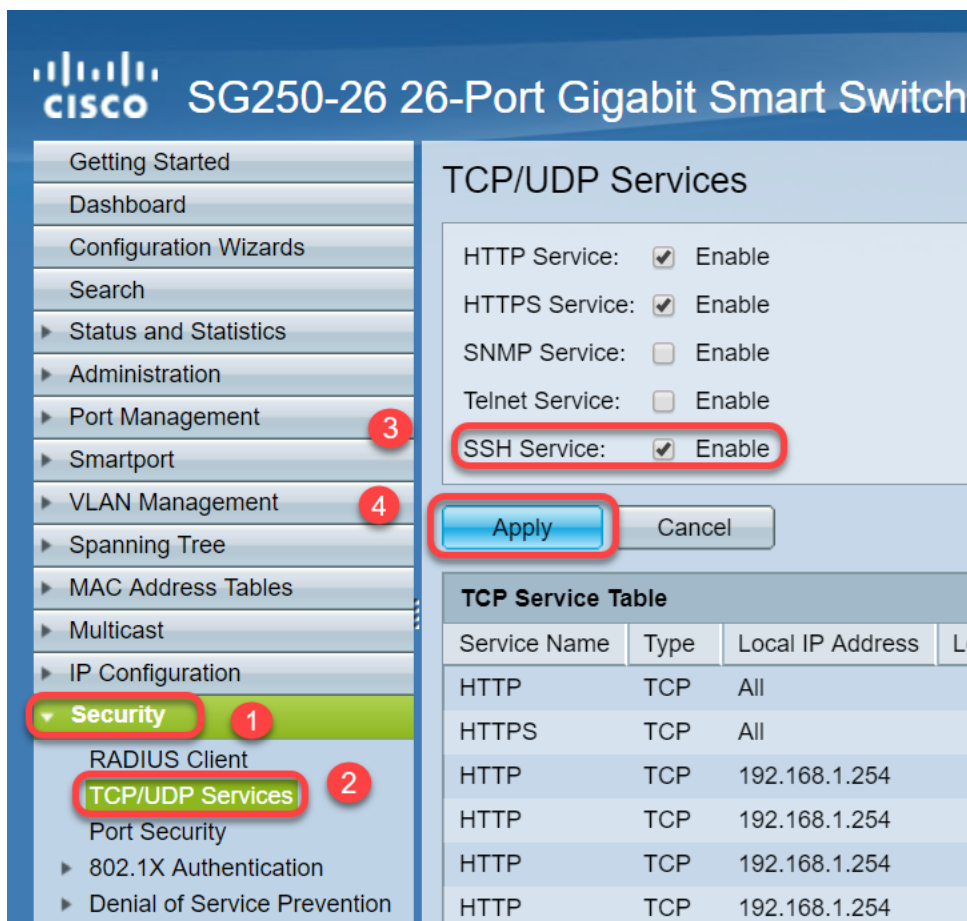 cisco SG250-26 26-Port Gigabit Smart Switch
Getting Started
Dashboard
Configuration Wizards
Search
Status and Statistics
Administration
Port Management
Smartport
VLAN Management
Spanning Tree
MAC Address Tables
Multicast
IP Configuration
Security 1
RADIUS Client
TCP/UDP Services 2
Port Security
802.1X Authentication
Denial of Service Prevention
TCP/UDP Services
HTTP Service: Enable
HTTPS Service: Enable
SNMP Service: Enable
Telnet Service: Enable
3 SSH Service: Enable
4 Apply Cancel
TCP Service Table
Service Name Type Local IP Address
HTTP TCP All
HTTPS TCP All
HTTP TCP 192.168.1.254
HTTP TCP 192.168.1.254
HTTP TCP 192.168.1.254
HTTP TCP 192.168.1.254